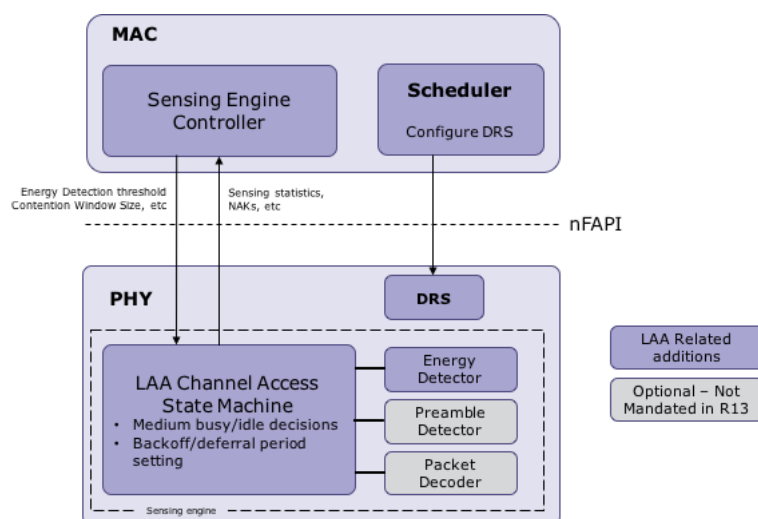 MAC
Sensing Engine
Controller
Scheduler
Configure DRS
Energy Detection threshold
Contention Window Size, etc
Sensing statistics,
NAKs, etc
nFAPI
PHY
DRS
LAA Channel Access
State Machine
• Medium busy/idle decisions
• Backoff/deferral period
setting
Energy
Detector
Preamble
Detector
Packet
Decoder
Sensing engine
LAA Related
additions
Optional – Not
Mandated in R13